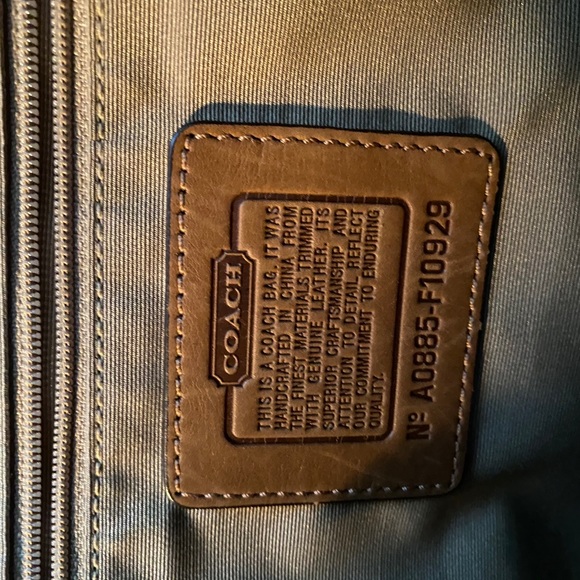 COACH
THIS IS A COACH BAG. IT WAS
HANDCRAFTED IN CHINA FROM
THE FINEST MATERIALS TRIMMED
WITH GENUINE LEATHER. ITS
SUPERIOR CRAFTSMANSHIP AND
ATTENTION TO DETAIL REFLECT
OUR COMMITMENT TO ENDURING
QUALITY.
Nº A0885-F10929